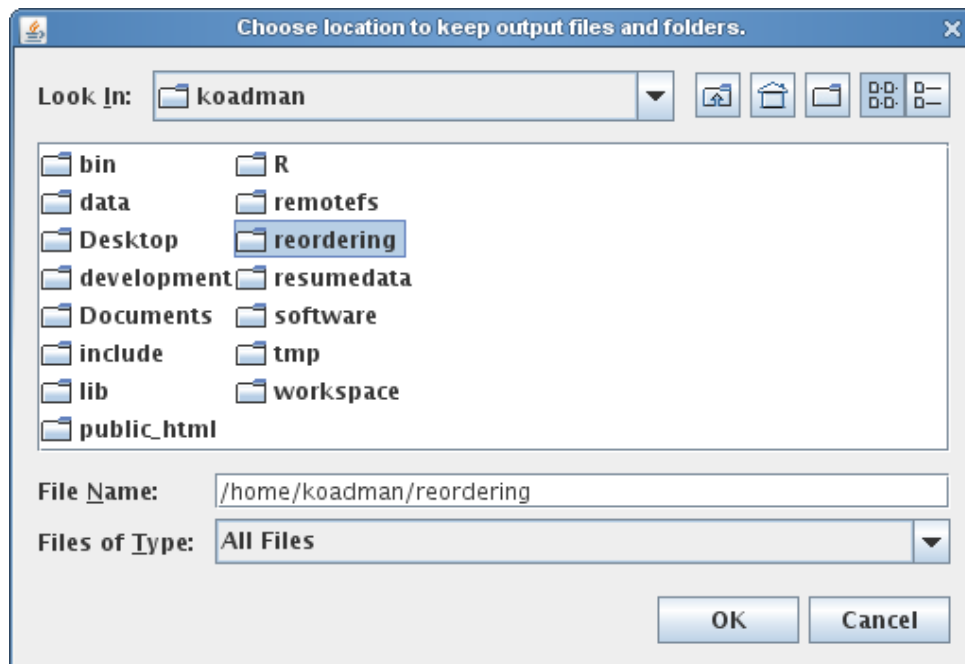 Choose location to keep output files and folders.
Look In: koadman
bin R
data remotefs
Desktop reordering
development resumedata
Documents software
include tmp
lib workspace
public_html
File Name: /home/koadman/reordering
Files of Type: All Files
OK Cancel